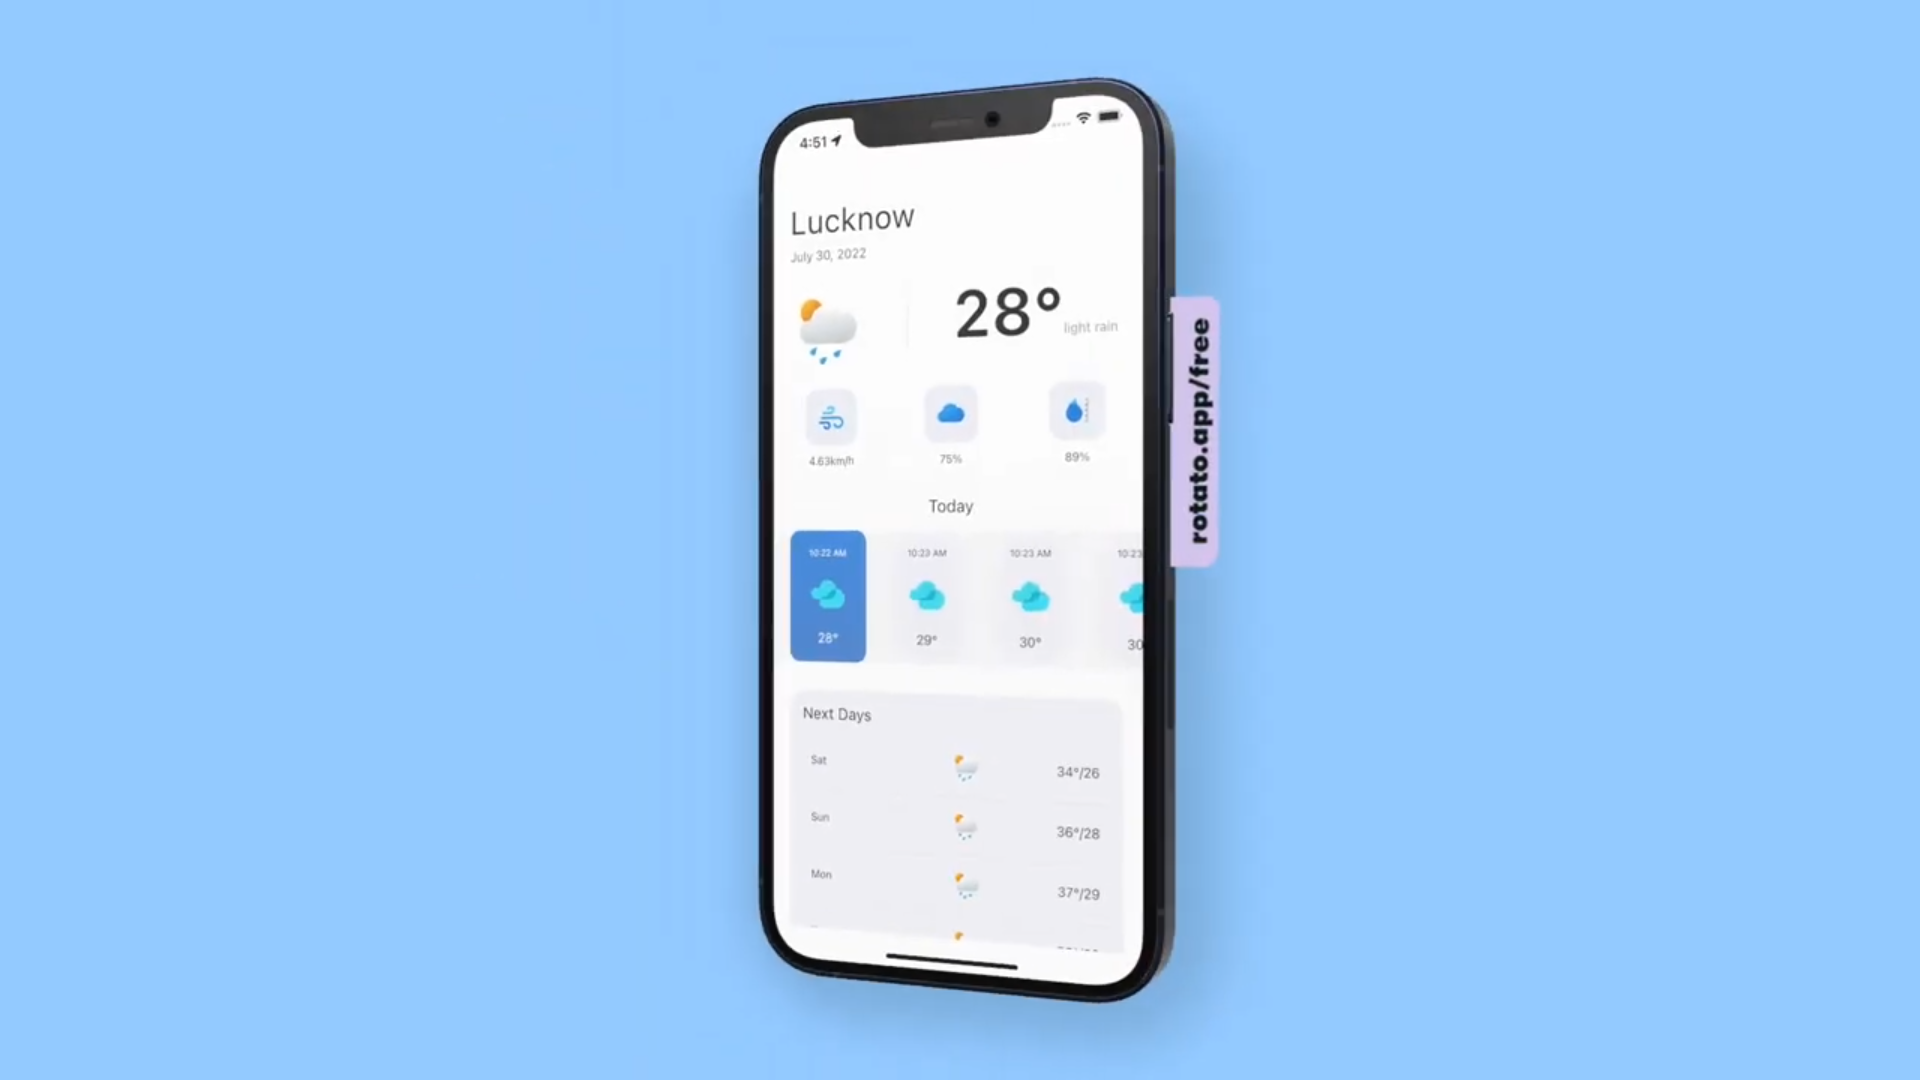 4:51
Lucknow
July 30, 2022
28°
light rain
4.63km/h
75%
89%
Today
10:22 AM
10:23 AM
10:23 AM
10:23
28°
29°
30°
30
Next Days
Sat
34°/26
Sun
36°/28
Mon
37°/29
rotato.app/free